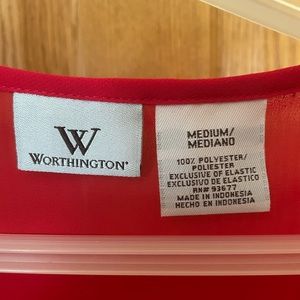 W
WORTHINGTON®
MEDIUM/
MEDIANO
100% POLYESTER/
POLIESTER
EXCLUSIVE OF ELASTIC
EXCLUSIVO DE ELASTICO
RN# 93677
MADE IN INDONESIA
HECHO EN INDONESIA